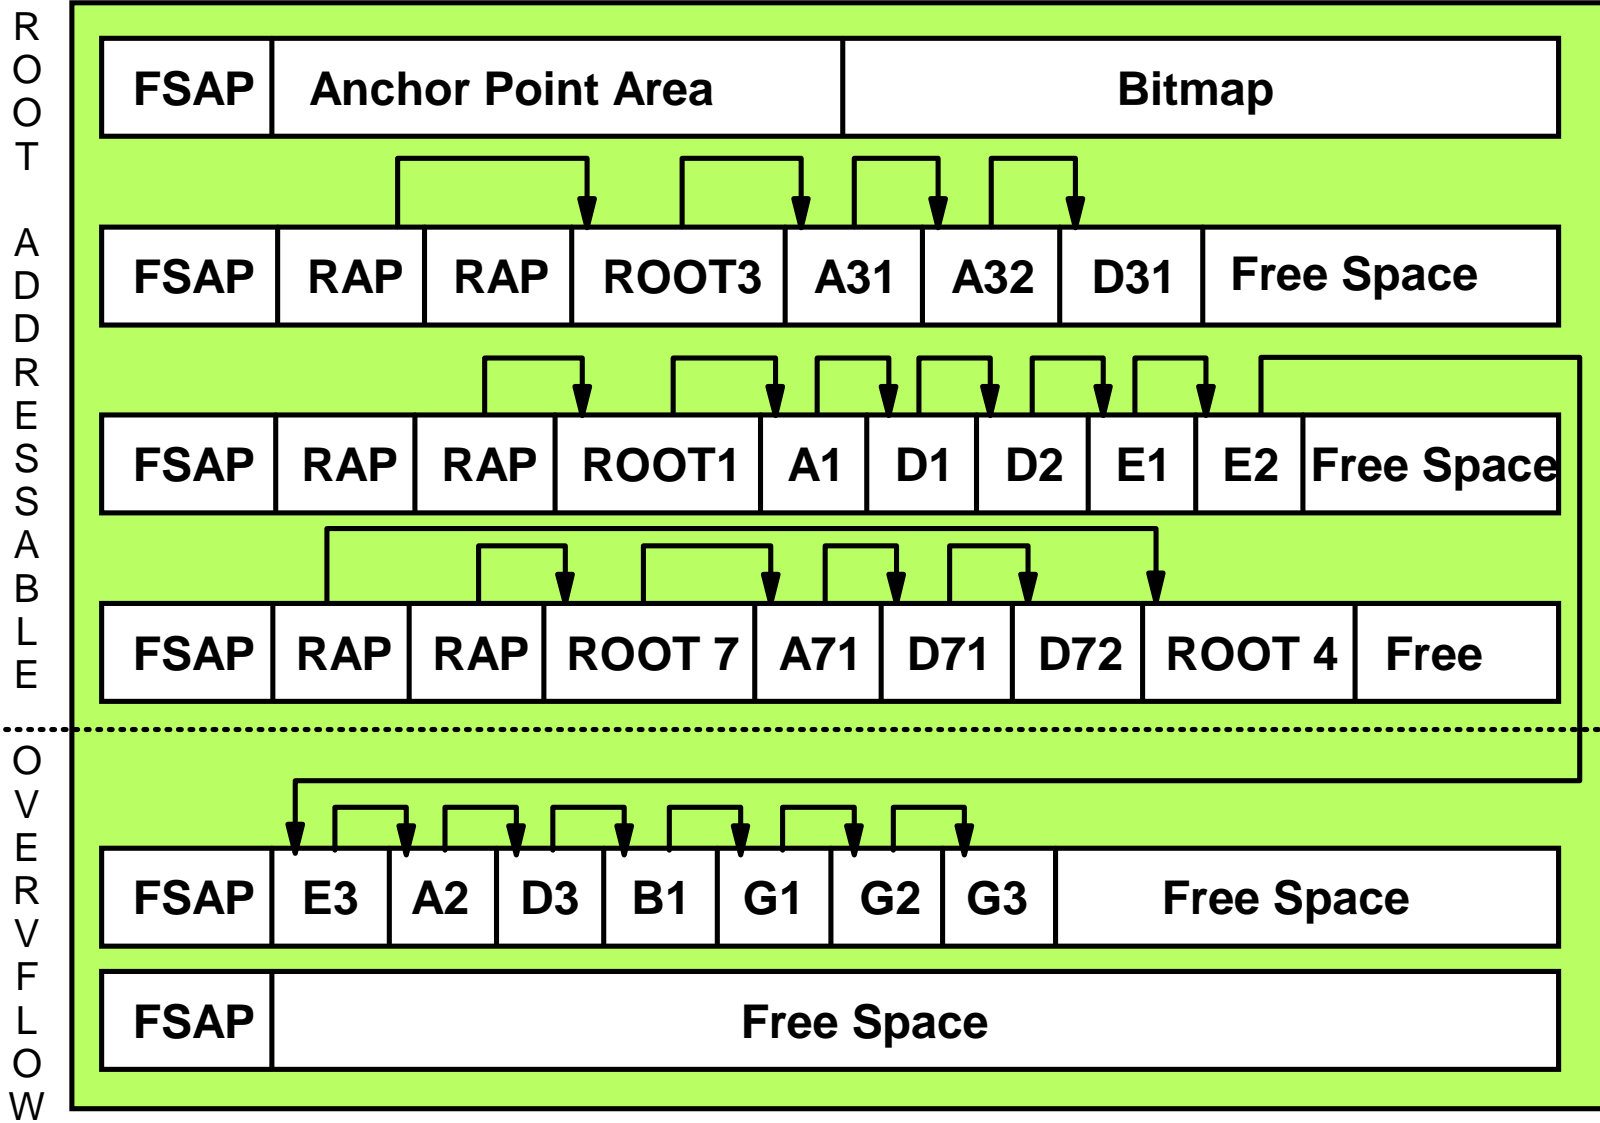 ROOT ADDRESSABLE
FSAP Anchor Point Area Bitmap
FSAP RAP RAP ROOT3 A31 A32 D31 Free Space
FSAP RAP RAP ROOT1 A1 D1 D2 E1 E2 Free Space
FSAP RAP RAP ROOT 7 A71 D71 D72 ROOT 4 Free
OVERVFLOW
FSAP E3 A2 D3 B1 G1 G2 G3 Free Space
FSAP Free Space